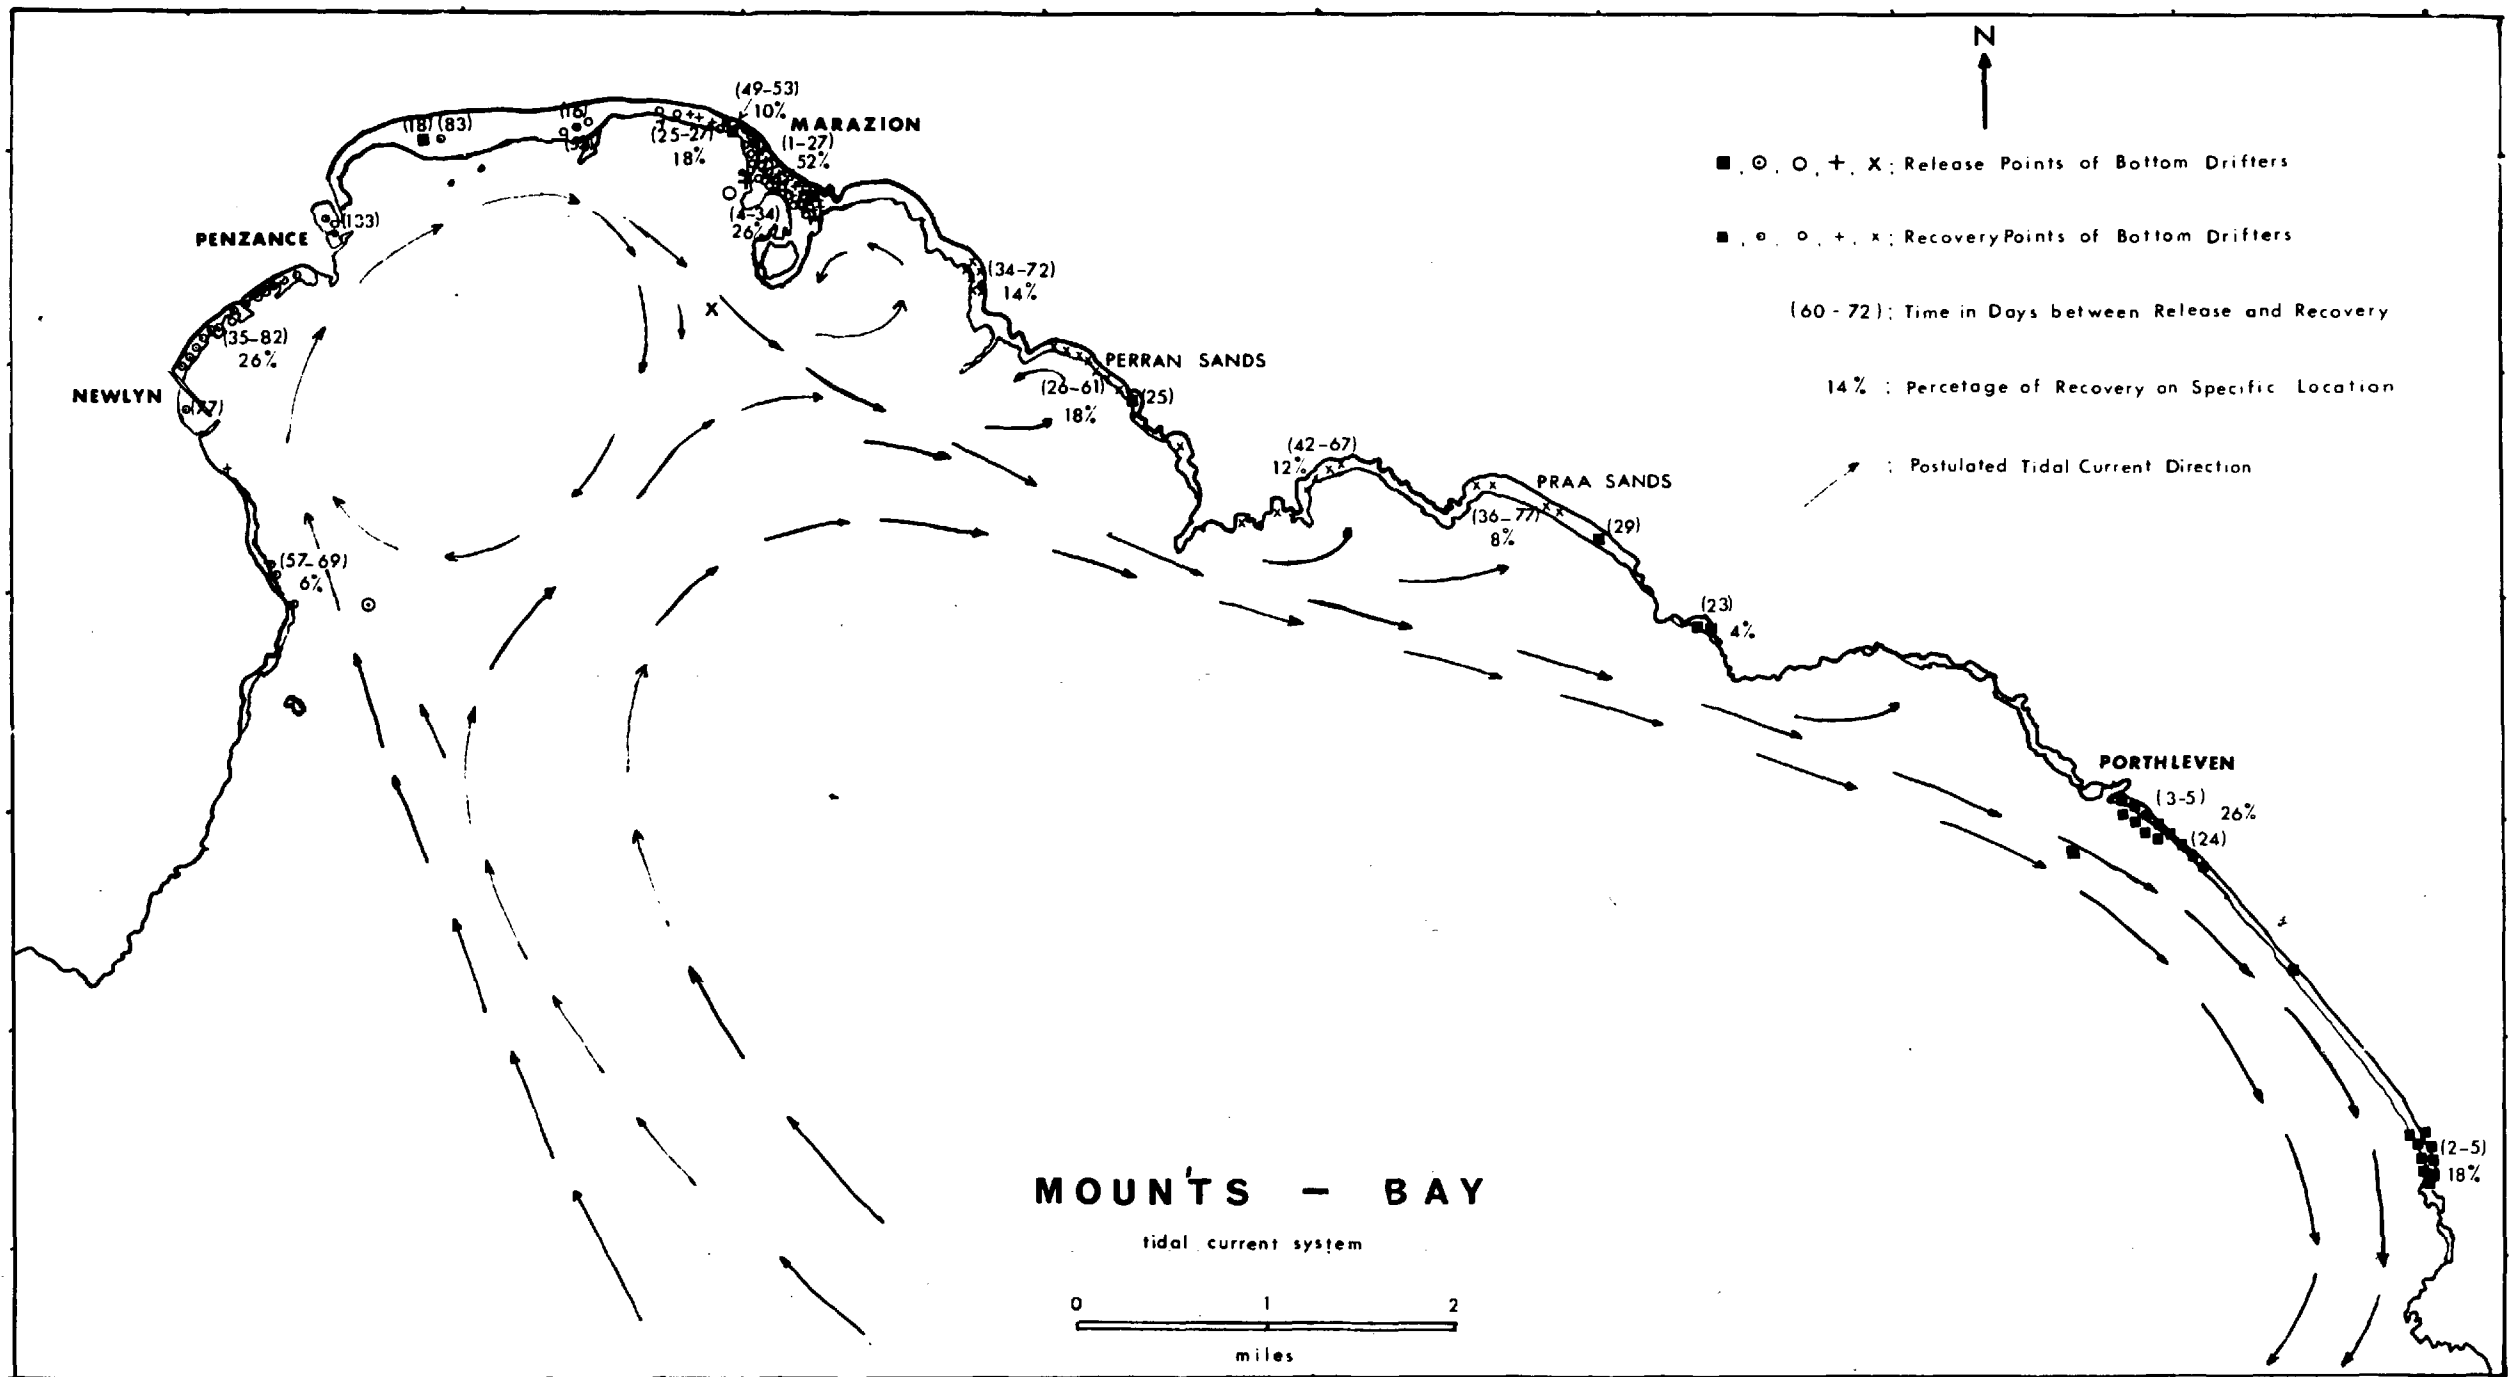 N
■ , ⊙ , O , + , X ; Release Points of Bottom Drifters
■ , ⊙ , o , + , x ; Recovery Points of Bottom Drifters
(60 - 72) ; Time in Days between Release and Recovery
14% : Percetage of Recovery on Specific Location
: Postulated Tidal Current Direction
(49-53)
10%
MARAZION
(18) (83)
(18)
(25-27)
18%
(1-27)
52%
(4-34)
26%
(133)
PENZANCE
(34-72)
14%
(35-82)
26%
NEWLYN
PERRAN SANDS
(26-61)
18%
(25)
(42-67)
12%
PRAA SANDS
(36-77)
8%
(29)
(57-69)
6%
(23)
4%
PORTHLEVEN
(3-5)
26%
(24)
(2-5)
18%
MOUN'TS - BAY
tidal current system
0 1 2
miles